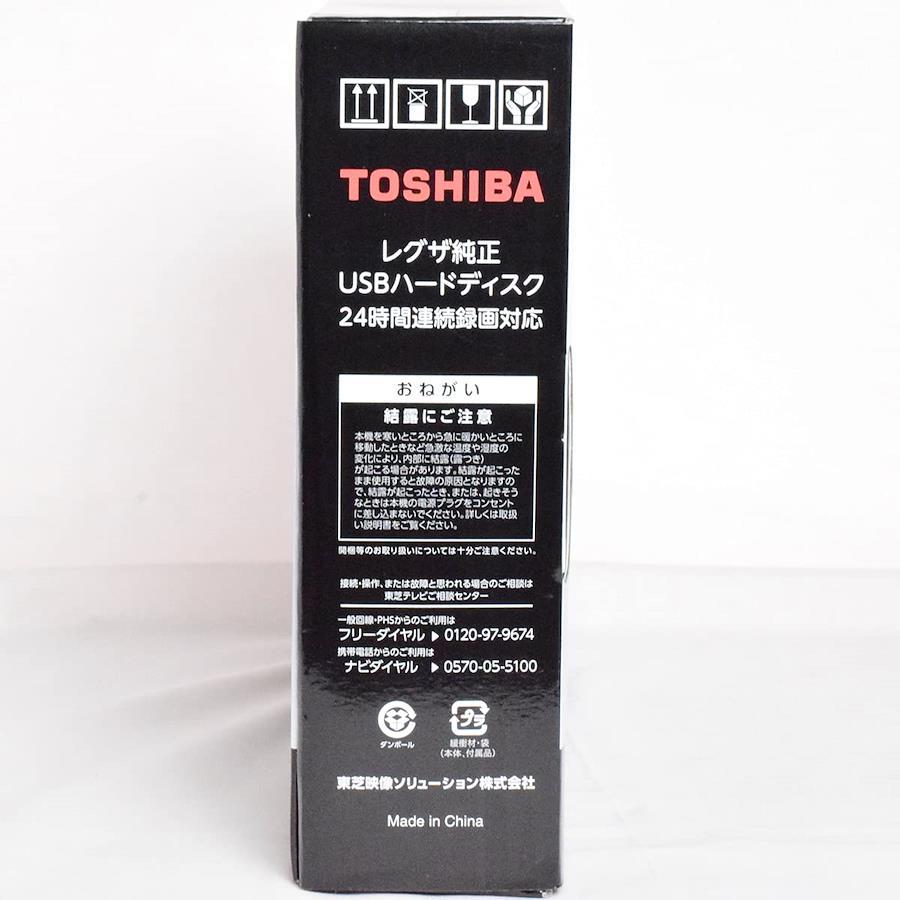 TOSHIBA
レグザ純正
USBハードディスク
24時間連続録画対応
おねがい
結露にご注意
本機を寒いところから急に暖かいところに
移動したときなど急激な温度や湿度の
変化により、内部に結露(露つき)
が起こる場合があります。結露が起こった
まま使用すると故障の原因となりますの
で、結露が起こったとき、または、起きそう
なときは本機の電源プラグをコンセント
に差し込まないでください。詳しくは取扱
い説明書をご覧ください。
開梱等のお取り扱いについては十分ご注意ください。
接続・操作、または故障と思われる場合のご相談は
東芝テレビご相談センター
一般回線・PHSからのご利用は
フリーダイヤル ▶ 0120-97-9674
携帯電話からのご利用は
ナビダイヤル ▶ 0570-05-5100
ダンボール
プラ
緩衝材・袋
(本体、付属品)
東芝映像ソリューション株式会社
Made in China